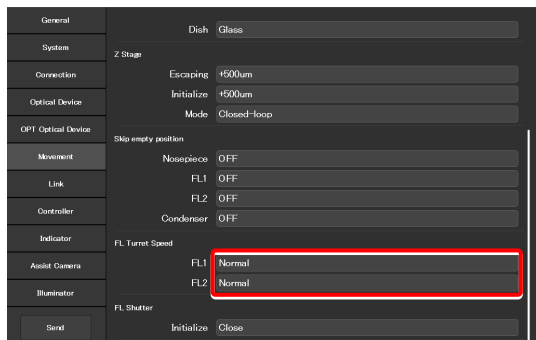 General
System
Connection
Optical Device
OPT Optical Device
Movement
Link
Controller
Indicator
Assist Camera
Illuminator
Send
Dish Glass
Z Stage
Escaping +500um
Initialize +500um
Mode Closed-loop
Skip empty position
Nosepiece OFF
FL1 OFF
FL2 OFF
Condenser OFF
FL Turret Speed
FL1 Normal
FL2 Normal
FL Shutter
Initialize Close